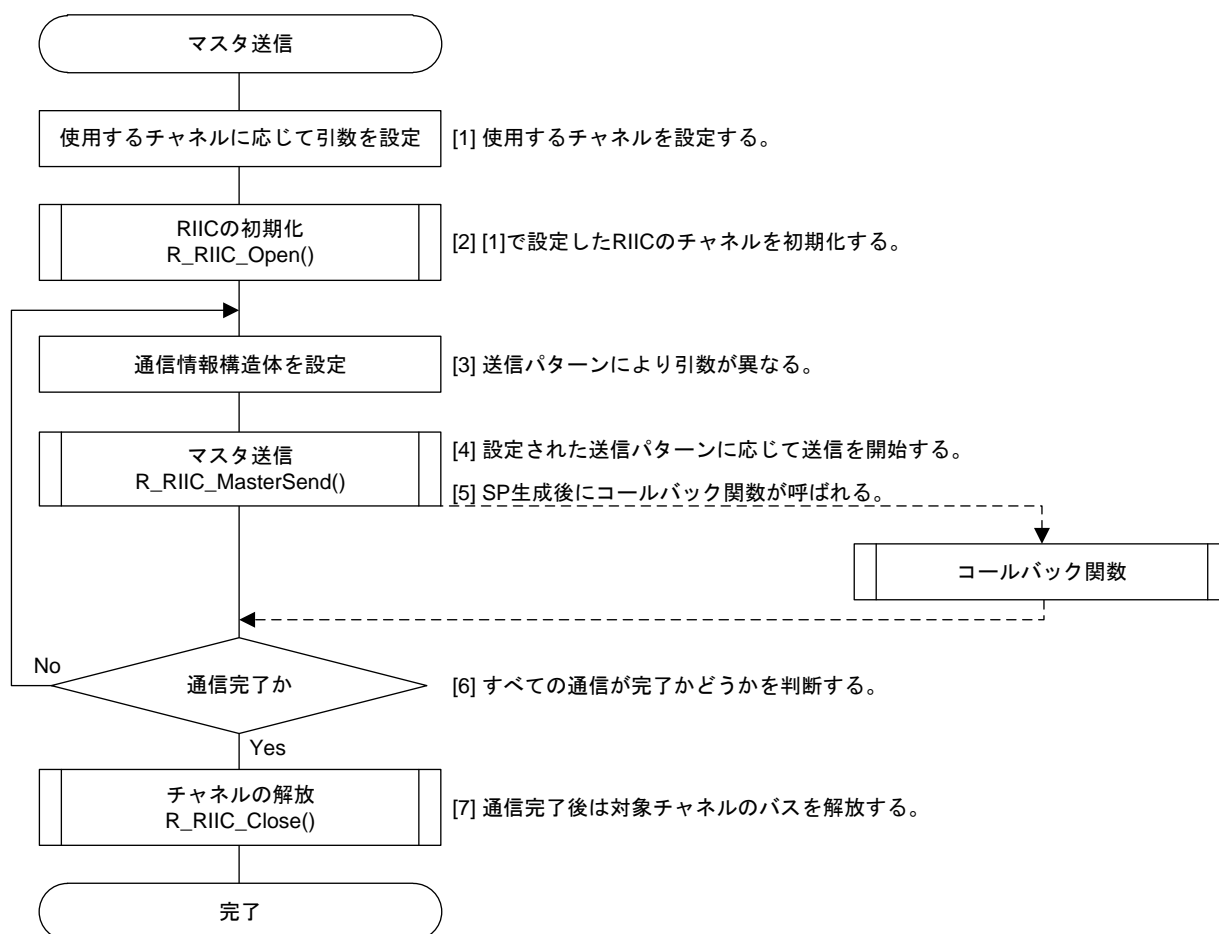 マスタ送信
使用するチャネルに応じて引数を設定
[1] 使用するチャネルを設定する。
RIICの初期化
R_RIIC_Open()
[2] [1]で設定したRIICのチャネルを初期化する。
通信情報構造体を設定
[3] 送信パターンにより引数が異なる。
マスタ送信
R_RIIC_MasterSend()
[4] 設定された送信パターンに応じて送信を開始する。
[5] SP生成後にコールバック関数が呼ばれる。
コールバック関数
No
通信完了か
[6] すべての通信が完了かどうかを判断する。
Yes
チャネルの解放
R_RIIC_Close()
[7] 通信完了後は対象チャネルのバスを解放する。
完了